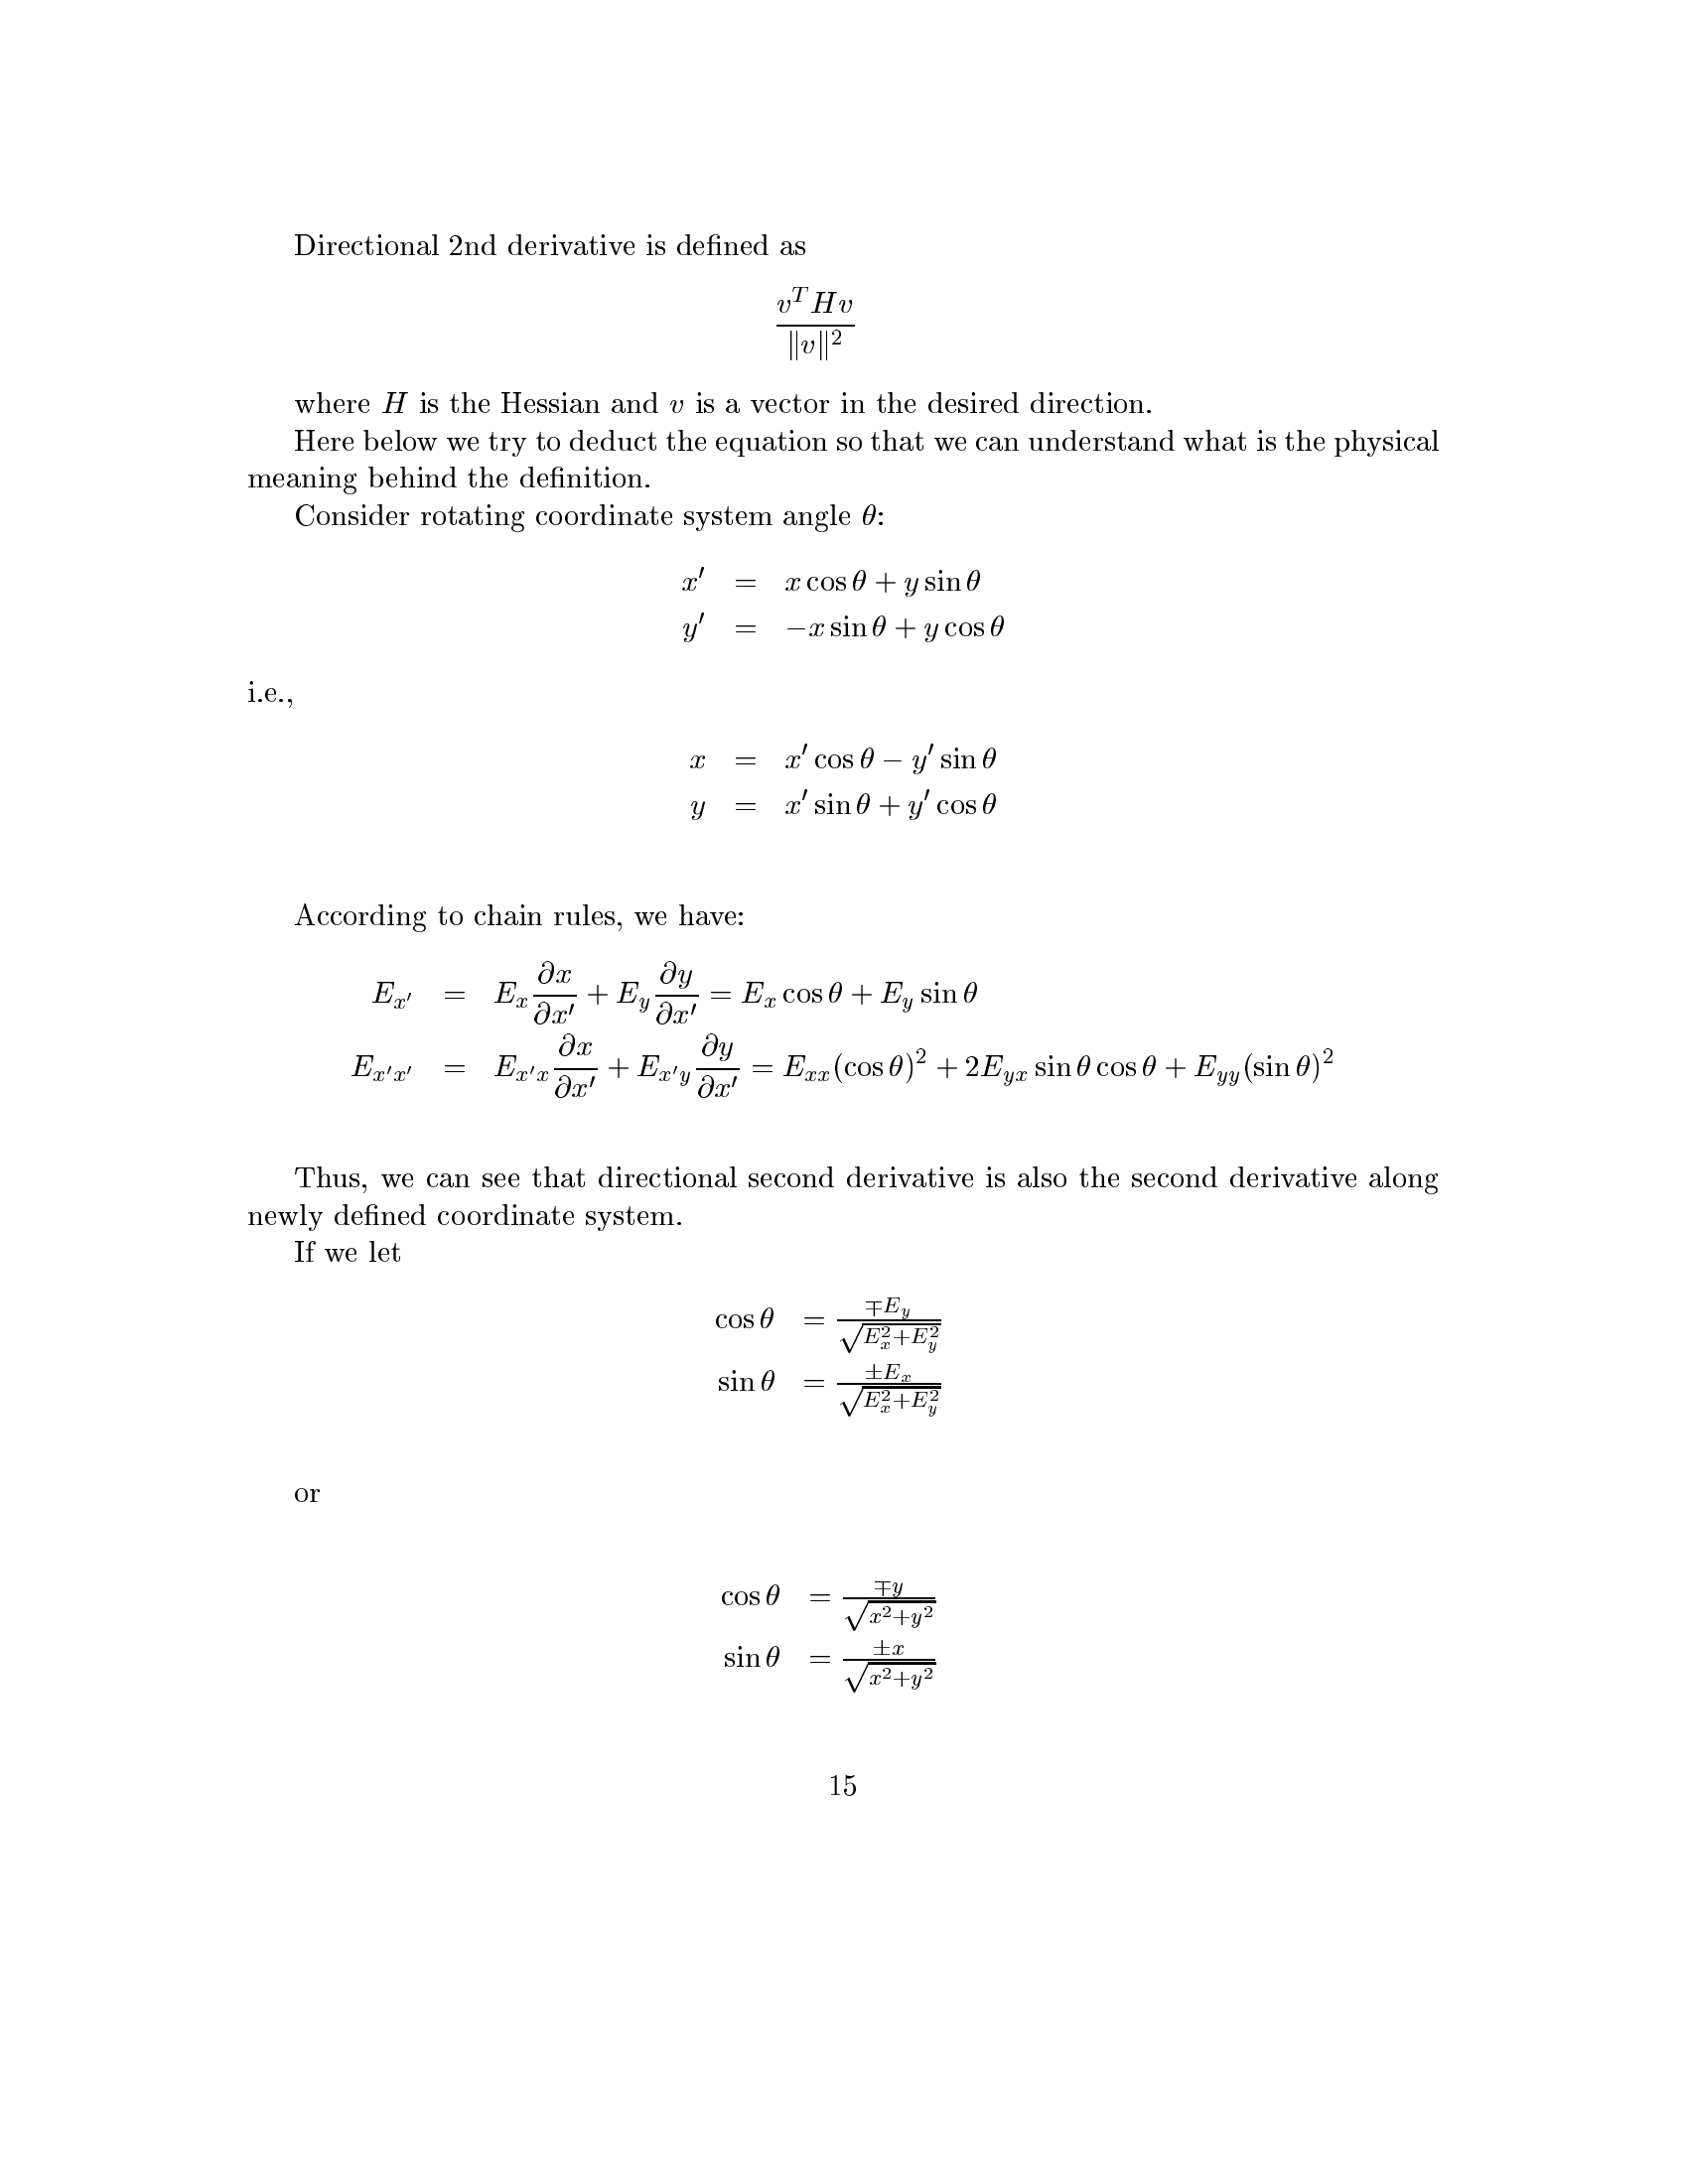 Directional 2nd derivative is defined as
$$\frac{v^T H v}{\|v\|^2}$$
where $H$ is the Hessian and $v$ is a vector in the desired direction.
Here below we try to deduct the equation so that we can understand what is the physical
meaning behind the definition.
Consider rotating coordinate system angle $\theta$:
$$x' = x\cos\theta + y\sin\theta$$
$$y' = -x\sin\theta + y\cos\theta$$
i.e.,
$$x = x'\cos\theta - y'\sin\theta$$
$$y = x'\sin\theta + y'\cos\theta$$
According to chain rules, we have:
$$E_{x'} = E_x\frac{\partial x}{\partial x'} + E_y\frac{\partial y}{\partial x'} = E_x\cos\theta + E_y\sin\theta$$
$$E_{x'x'} = E_{x'x}\frac{\partial x}{\partial x'} + E_{x'y}\frac{\partial y}{\partial x'} = E_{xx}(\cos\theta)^2 + 2E_{yx}\sin\theta\cos\theta + E_{yy}(\sin\theta)^2$$
Thus, we can see that directional second derivative is also the second derivative along
newly defined coordinate system.
If we let
$$\cos\theta = \frac{\mp E_y}{\sqrt{E_x^2+E_y^2}}$$
$$\sin\theta = \frac{\pm E_x}{\sqrt{E_x^2+E_y^2}}$$
or
$$\cos\theta = \frac{\mp y}{\sqrt{x^2+y^2}}$$
$$\sin\theta = \frac{\pm x}{\sqrt{x^2+y^2}}$$
15